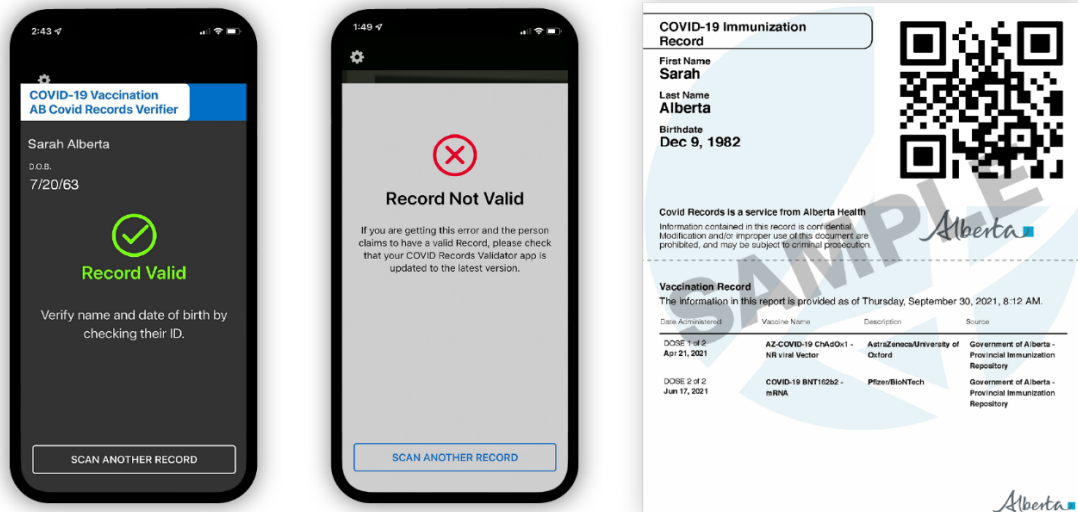 2:43
COVID-19 Vaccination
AB Covid Records Verifier
Sarah Alberta
D.O.B.
7/20/63
Record Valid
Verify name and date of birth by
checking their ID.
SCAN ANOTHER RECORD
1:49
Record Not Valid
If you are getting this error and the person
claims to have a valid Record, please check
that your COVID Records Validator app is
updated to the latest version.
SCAN ANOTHER RECORD
COVID-19 Immunization
Record
First Name
Sarah
Last Name
Alberta
Birthdate
Dec 9, 1982
SAMPLE
Covid Records is a service from Alberta Health
Information contained in this record is confidential.
Modification and/or improper use of this document are
prohibited, and may be subject to criminal prosecution.
Alberta
Vaccination Record
The information in this report is provided as of Thursday, September 30, 2021, 8:12 AM.
Date Administered Vaccine Name Description Source
DOSE 1 of 2 AZ-COVID-19 ChAdOx1 - AstraZeneca/University of Government of Alberta -
Apr 21, 2021 NR viral Vector Oxford Provincial Immunization
Repository
DOSE 2 of 2 COVID-19 BNT162b2 - Pfizer/BioNTech Government of Alberta -
Jun 17, 2021 mRNA Provincial Immunization
Repository
Alberta